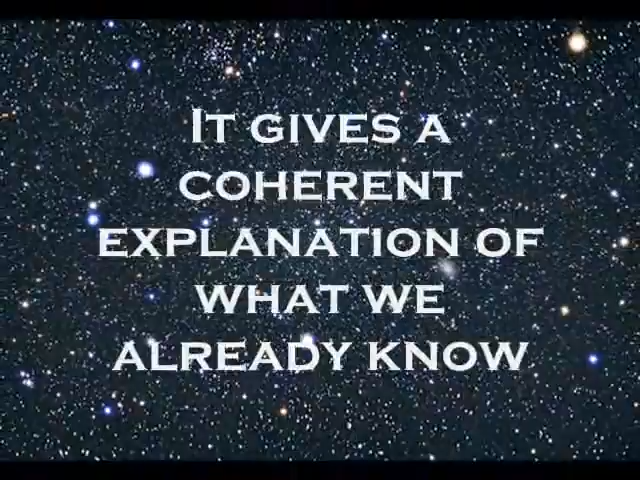 It gives a
coherent
explanation of
what we
already know